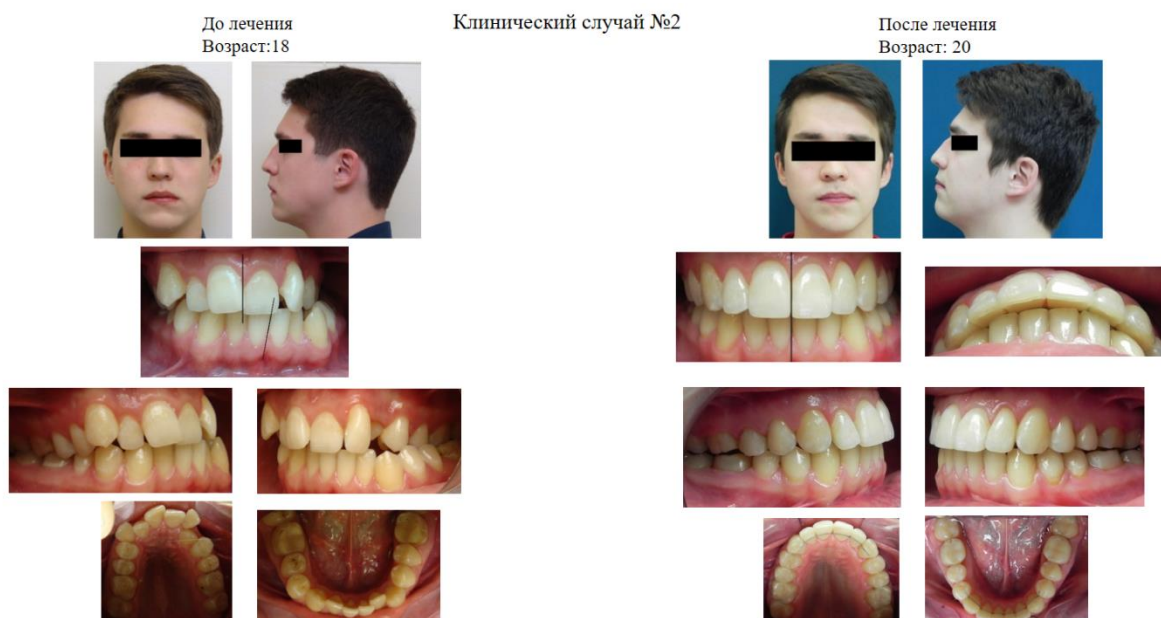 Клинический случай №2
До лечения
Возраст:18
После лечения
Возраст: 20